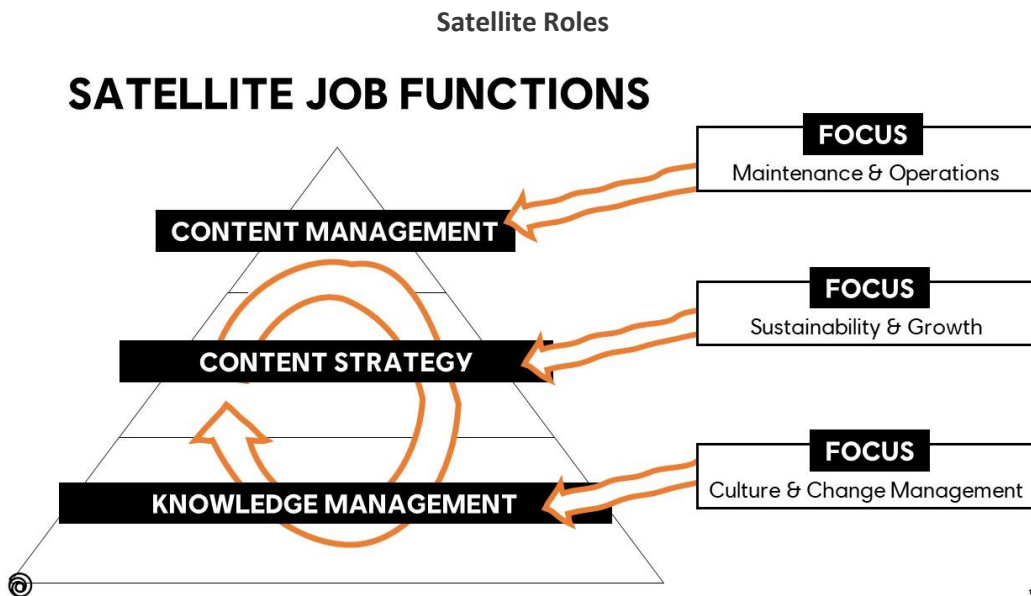 Satellite Roles
SATELLITE JOB FUNCTIONS
FOCUS
Maintenance & Operations
CONTENT MANAGEMENT
FOCUS
Sustainability & Growth
CONTENT STRATEGY
FOCUS
Culture & Change Management
KNOWLEDGE MANAGEMENT